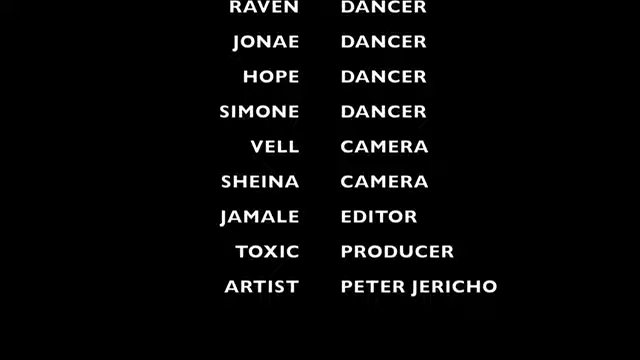 RAVEN DANCER
JONAE DANCER
HOPE DANCER
SIMONE DANCER
VELL CAMERA
SHEINA CAMERA
JAMALE EDITOR
TOXIC PRODUCER
ARTIST PETER JERICHO